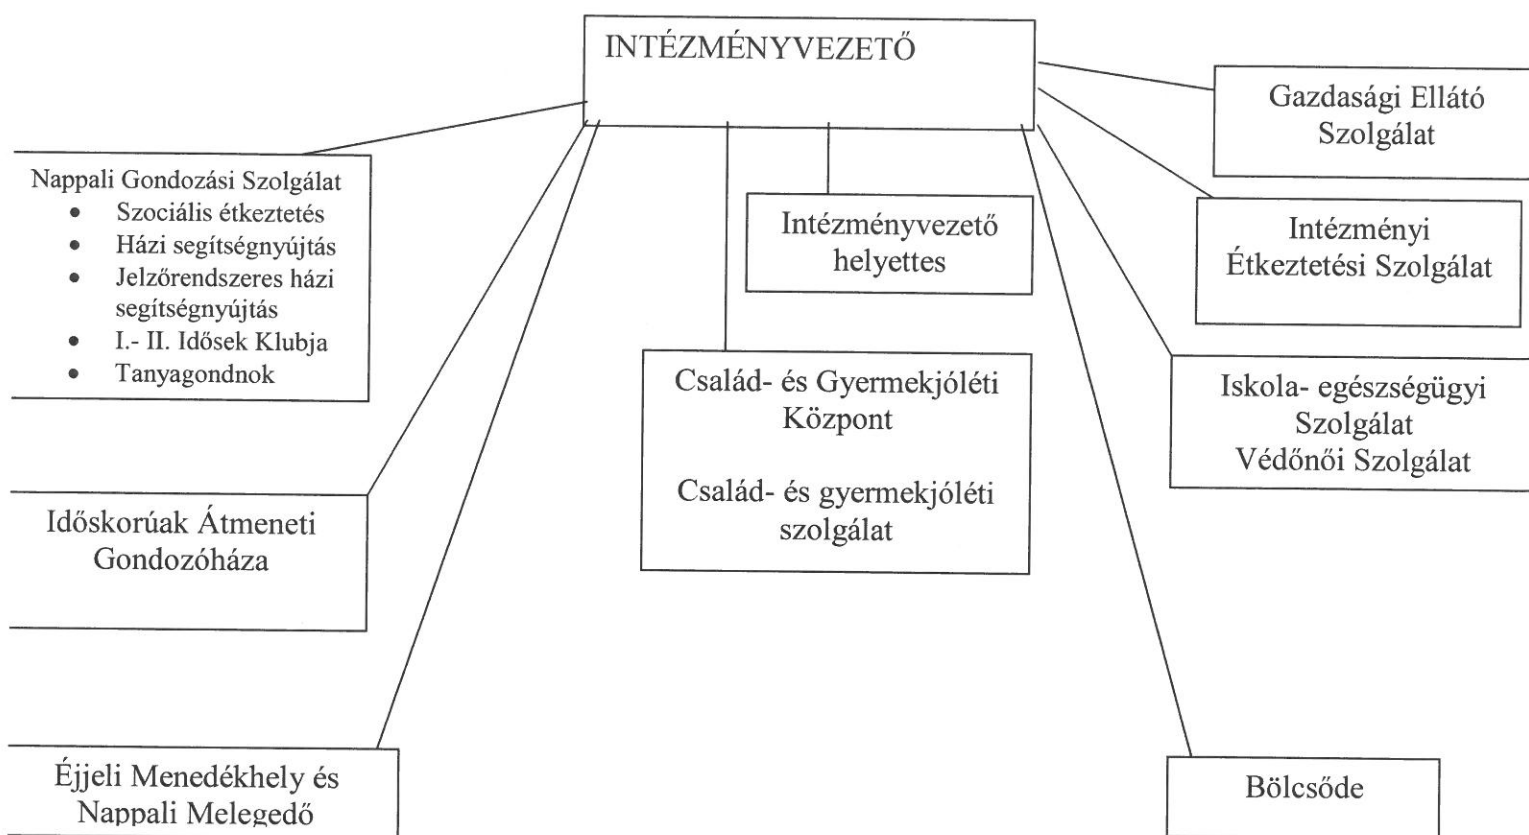 INTÉZMÉNYVEZETŐ
Gazdasági Ellátó
Szolgálat
Nappali Gondozási Szolgálat
• Szociális étkeztetés
• Házi segítségnyújtás
• Jelzőrendszeres házi
segítségnyújtás
• I.- II. Idősek Klubja
• Tanyagondnok
Intézményvezető
helyettes
Intézményi
Étkeztetési Szolgálat
Család- és Gyermekjóléti
Központ
Család- és gyermekjóléti
szolgálat
Iskola- egészségügyi
Szolgálat
Védőnői Szolgálat
Időskorúak Átmeneti
Gondozóháza
Éjjeli Menedékhely és
Nappali Melegedő
Bölcsőde